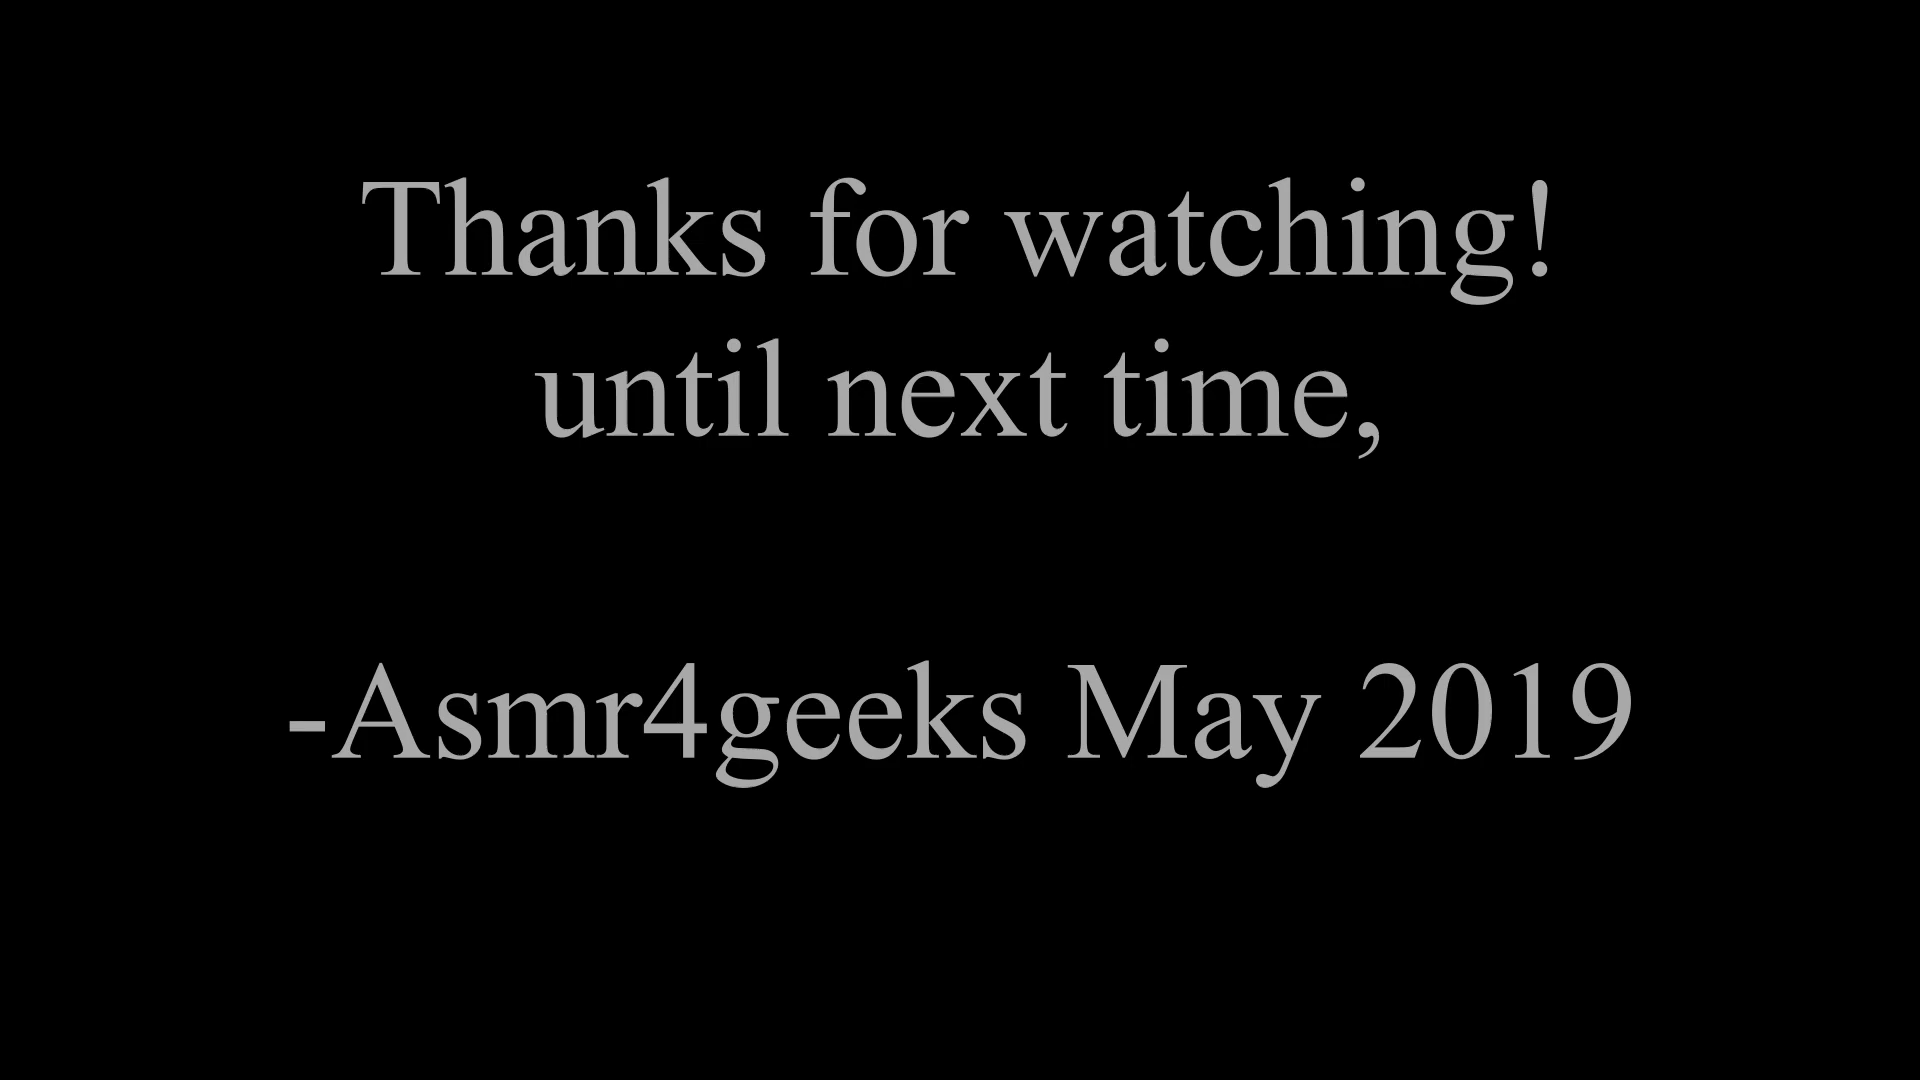 Thanks for watching!
until next time,
-Asmr4geeks May 2019